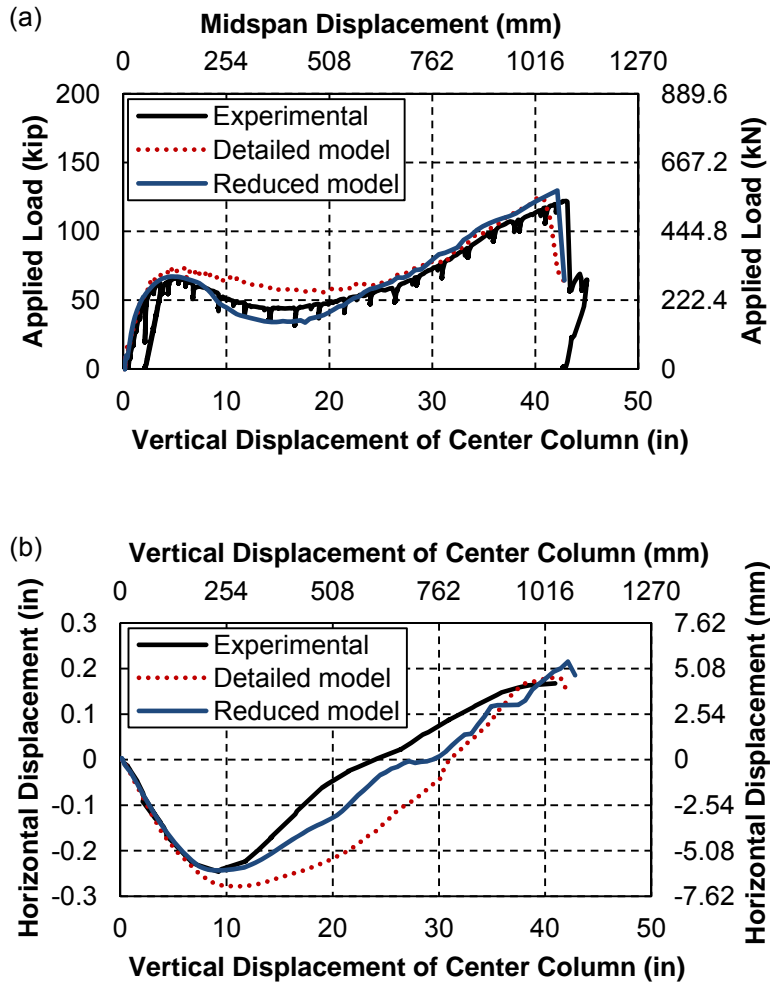 (a)
Midspan Displacement (mm)
0 254 508 762 1016 1270
200 889.6
150 667.2
100 444.8
50 222.4
0 0
Applied Load (kip)
Applied Load (kN)
Experimental
Detailed model
Reduced model
0 10 20 30 40 50
Vertical Displacement of Center Column (in)
(b)
Vertical Displacement of Center Column (mm)
0 254 508 762 1016 1270
0.3 7.62
0.2 5.08
0.1 2.54
0 0
-0.1 -2.54
-0.2 -5.08
-0.3 -7.62
Horizontal Displacement (in)
Horizontal Displacement (mm)
Experimental
Detailed model
Reduced model
0 10 20 30 40 50
Vertical Displacement of Center Column (in)